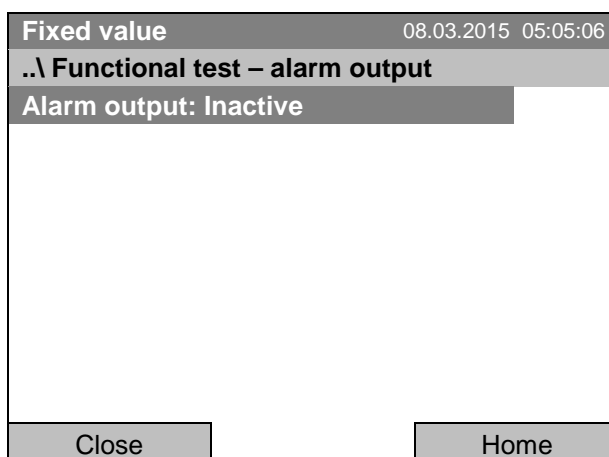 Fixed value 08.03.2015 05:05:06
..\ Functional test – alarm output
Alarm output: Inactive
Close Home